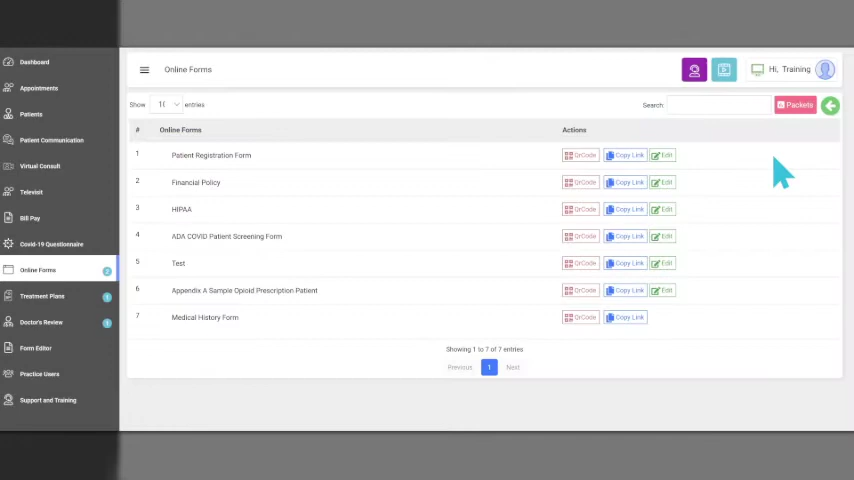 Dashboard
Appointments
Patients
Patient Communication
Virtual Consult
Televisit
Bill Pay
Covid-19 Questionnaire
Online Forms 2
Treatment Plans 1
Doctor's Review 1
Form Editor
Practice Users
Support and Training
Online Forms
Hi, Training
Show 10 entries
Search:
Packets
# Online Forms Actions
1 Patient Registration Form QrCode Copy Link Edit
2 Financial Policy QrCode Copy Link Edit
3 HIPAA QrCode Copy Link Edit
4 ADA COVID Patient Screening Form QrCode Copy Link Edit
5 Test QrCode Copy Link Edit
6 Appendix A Sample Opioid Prescription Patient QrCode Copy Link Edit
7 Medical History Form QrCode Copy Link
Showing 1 to 7 of 7 entries
Previous 1 Next